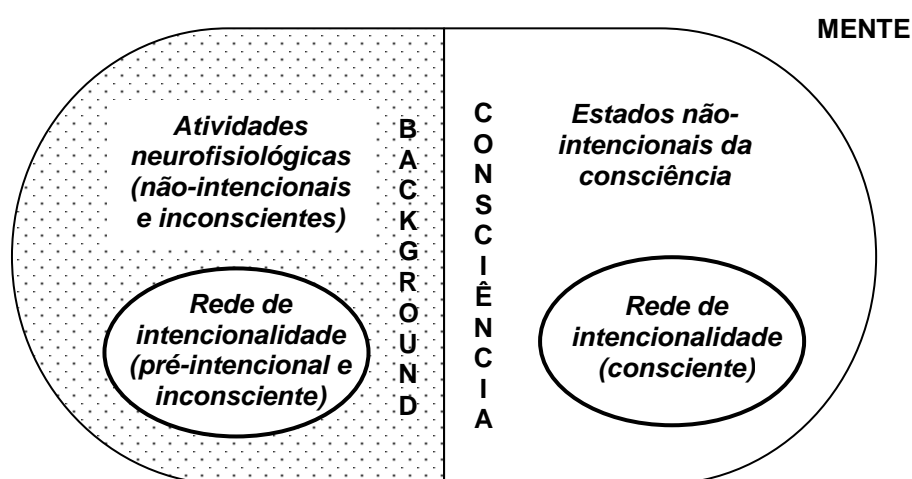 MENTE
Atividades
neurofisiológicas
(não-intencionais
e inconscientes)
BACKGROUND
CONSCIÊNCIA
Estados não-
intencionais da
consciência
Rede de
intencionalidade
(pré-intencional e
inconsciente)
Rede de
intencionalidade
(consciente)